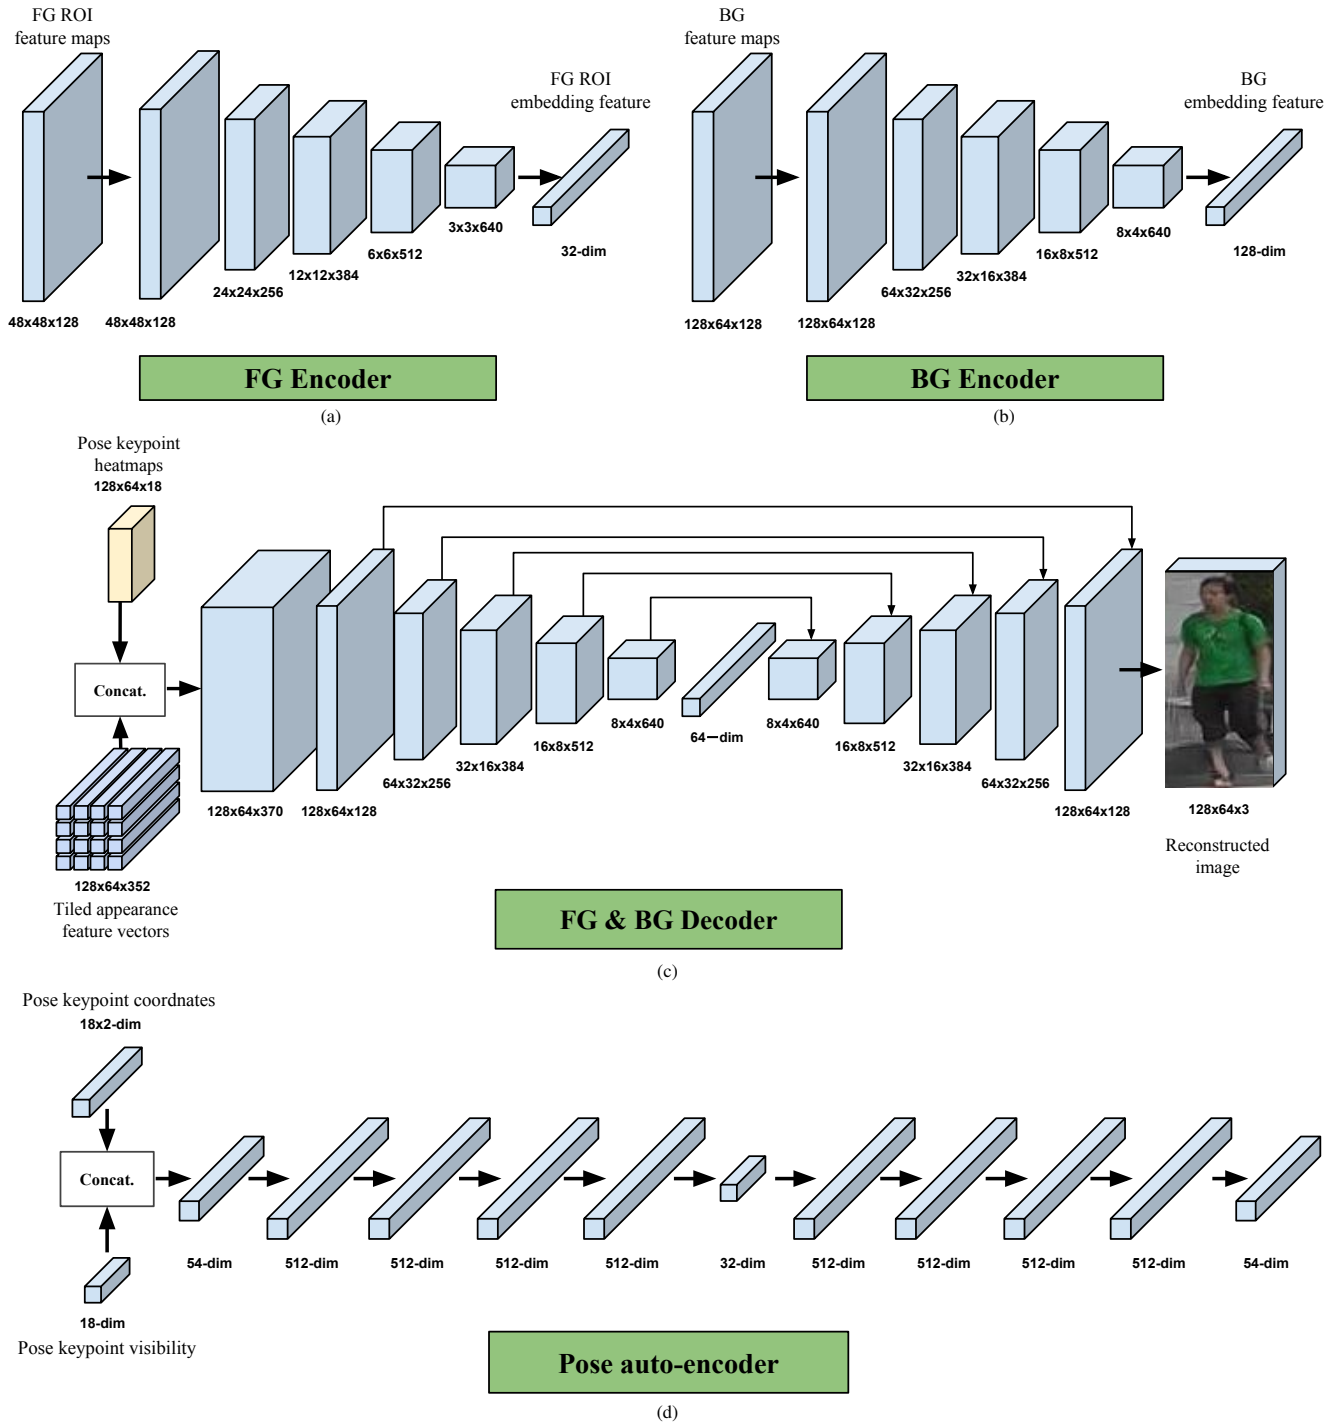 FG ROI
feature maps
FG ROI
embedding feature
48x48x128
48x48x128
24x24x256
12x12x384
6x6x512
3x3x640
32-dim
FG Encoder
(a)
BG
feature maps
BG
embedding feature
128x64x128
128x64x128
64x32x256
32x16x384
16x8x512
8x4x640
128-dim
BG Encoder
(b)
Pose keypoint
heatmaps
128x64x18
Concat.
128x64x352
Tiled appearance
feature vectors
128x64x370
128x64x128
64x32x256
32x16x384
16x8x512
8x4x640
64-dim
8x4x640
16x8x512
32x16x384
64x32x256
128x64x128
128x64x3
Reconstructed
image
FG & BG Decoder
(c)
Pose keypoint coordnates
18x2-dim
Concat.
18-dim
Pose keypoint visibility
54-dim
512-dim
512-dim
512-dim
512-dim
32-dim
512-dim
512-dim
512-dim
512-dim
54-dim
Pose auto-encoder
(d)